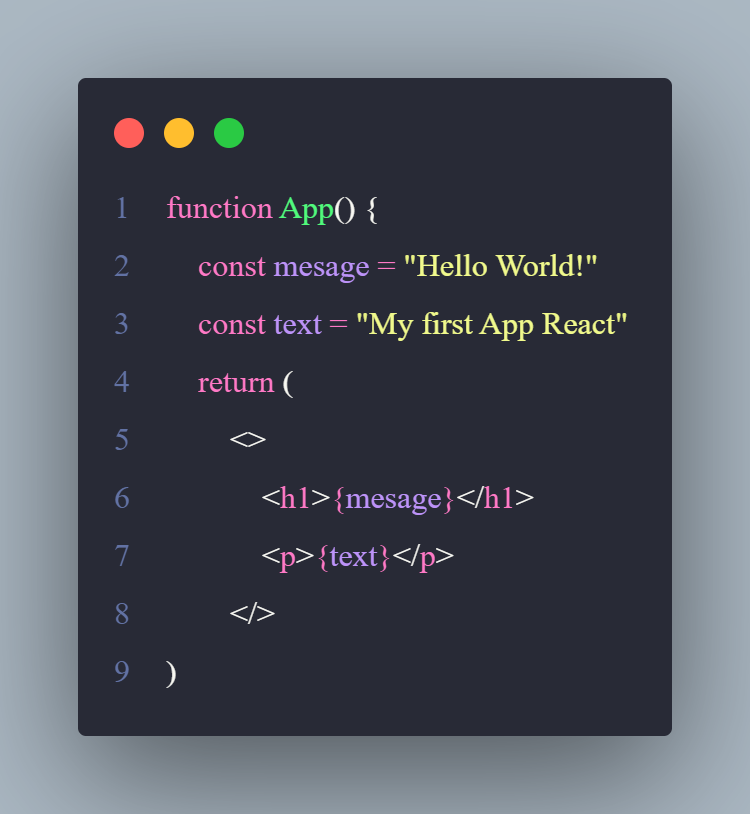 1 function App() {
2 const mesage = "Hello World!"
3 const text = "My first App React"
4 return (
5 <>
6 <h1>{mesage}</h1>
7 <p>{text}</p>
8 </>
9 )